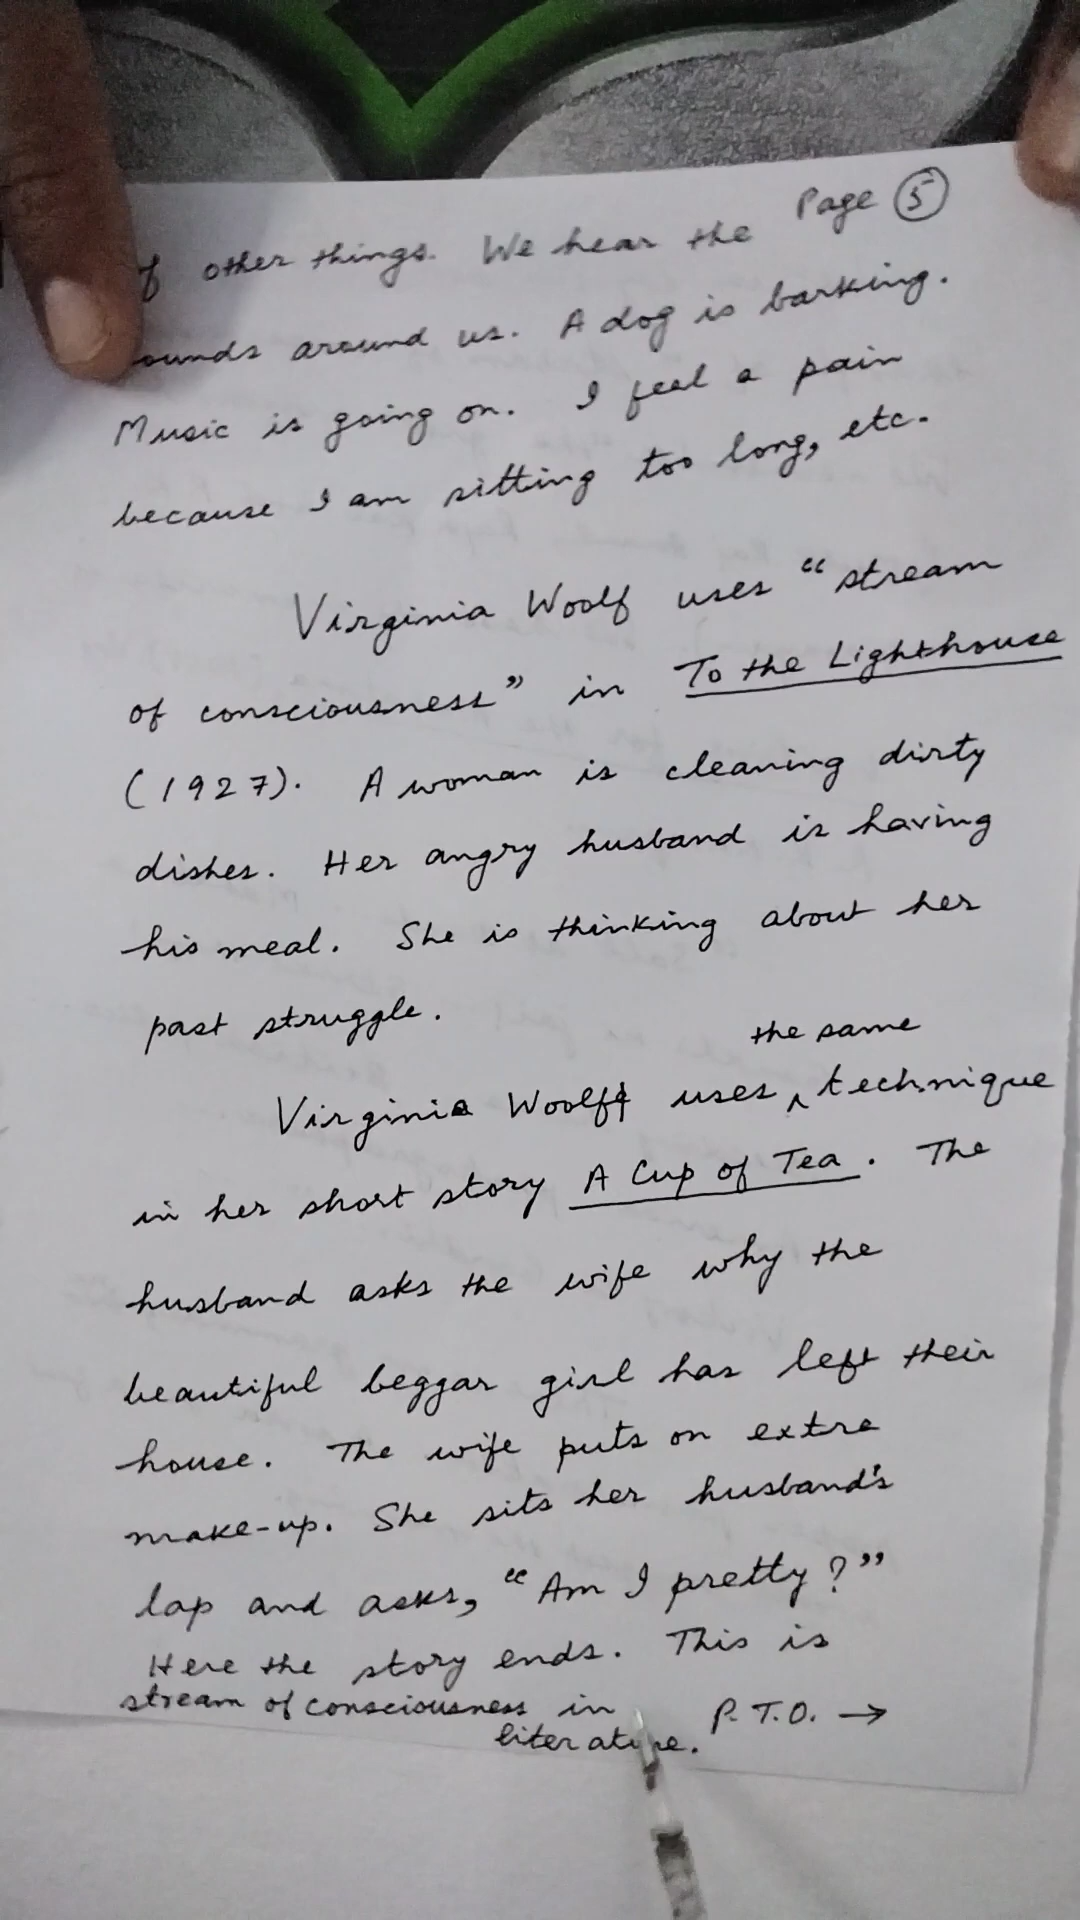 Page 5
of other things. We hear the
sounds around us. A dog is barking.
Music is going on. I feel a pain
because I am sitting too long, etc.
Virginia Woolf uses “stream
of consciousness” in To the Lighthouse
(1927). A woman is cleaning dirty
dishes. Her angry husband is having
his meal. She is thinking about her
past struggle.
Virginia Woolf uses the same technique
in her short story A Cup of Tea. The
husband asks the wife why the
beautiful beggar girl has left their
house. The wife puts on extra
make-up. She sits her husband's
lap and asks, “Am I pretty?”
Here the story ends. This is
stream of consciousness in
literature. P.T.O. →